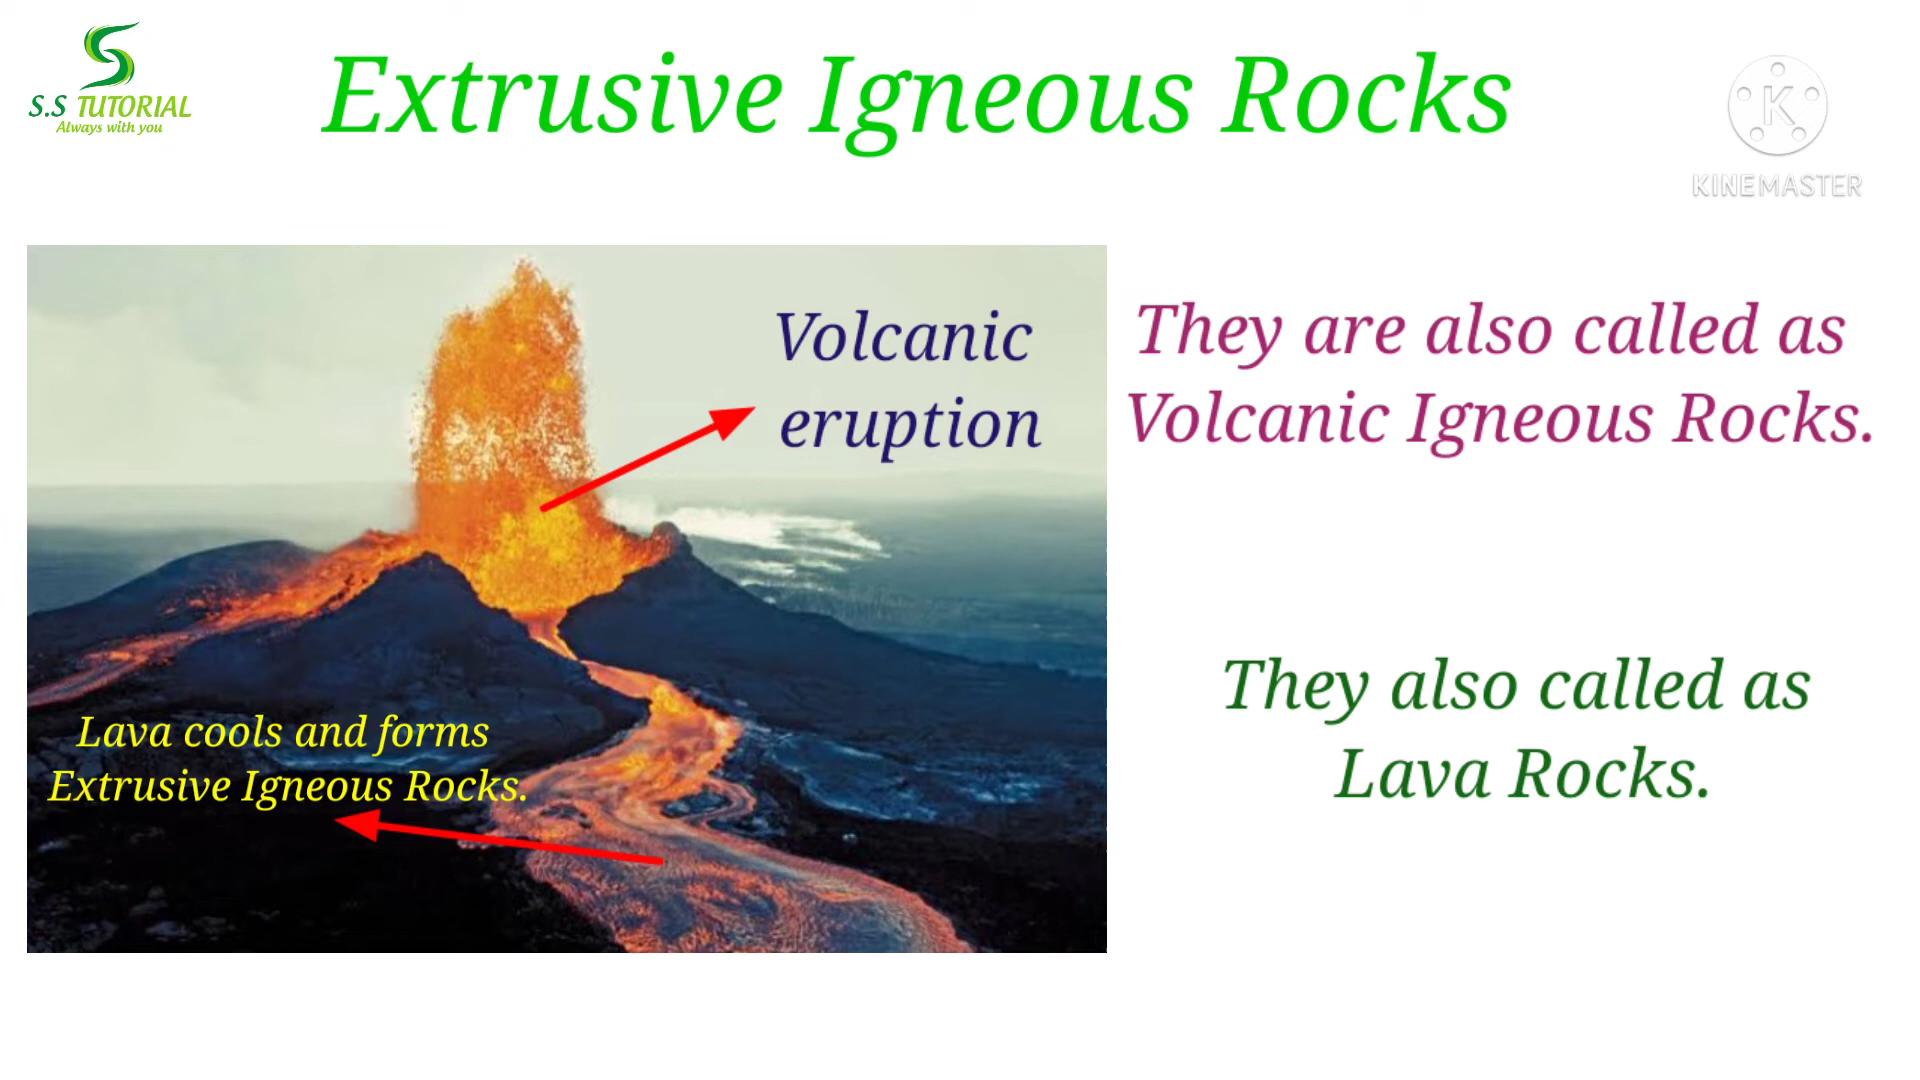 S.S TUTORIAL
Always with you
Extrusive Igneous Rocks
K
KINEMASTER
Volcanic
eruption
They are also called as
Volcanic Igneous Rocks.
Lava cools and forms
Extrusive Igneous Rocks.
They also called as
Lava Rocks.